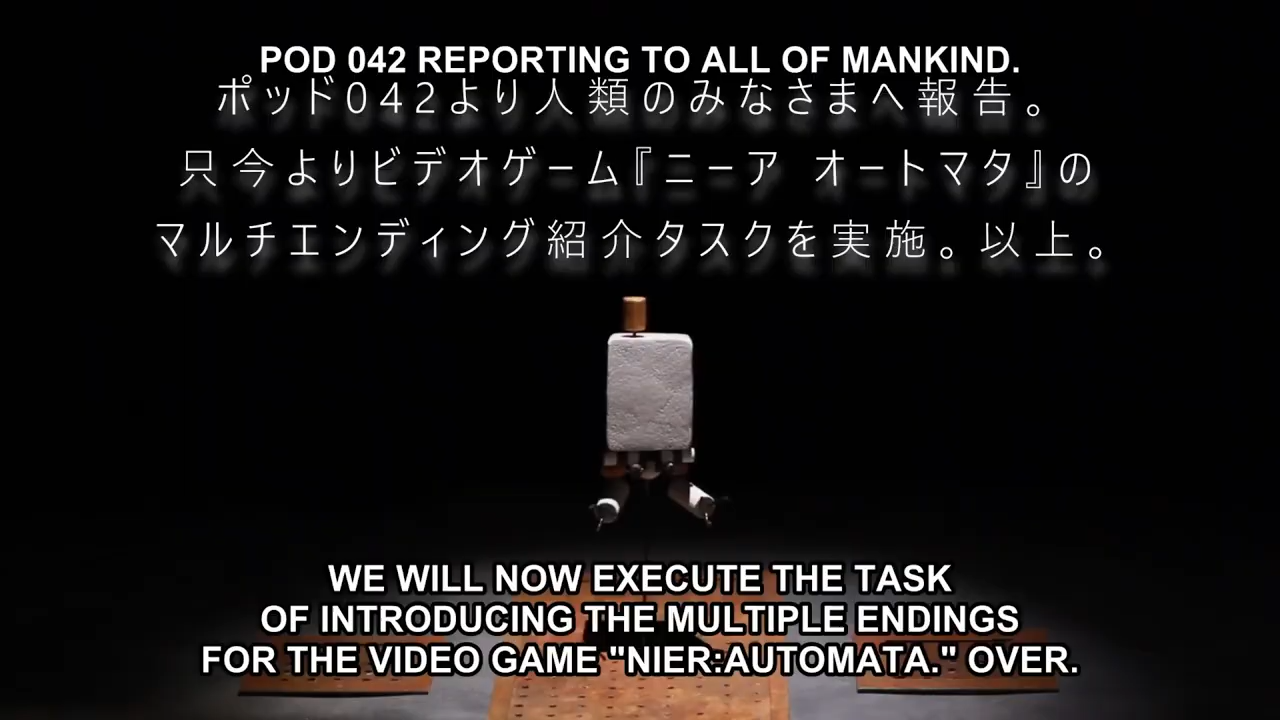 POD 042 REPORTING TO ALL OF MANKIND.
ポッド042より人類のみなさまへ報告。
只今よりビデオゲーム『ニーア オートマタ』の
マルチエンディング紹介タスクを実施。以上。
WE WILL NOW EXECUTE THE TASK
OF INTRODUCING THE MULTIPLE ENDINGS
FOR THE VIDEO GAME "NIER:AUTOMATA." OVER.